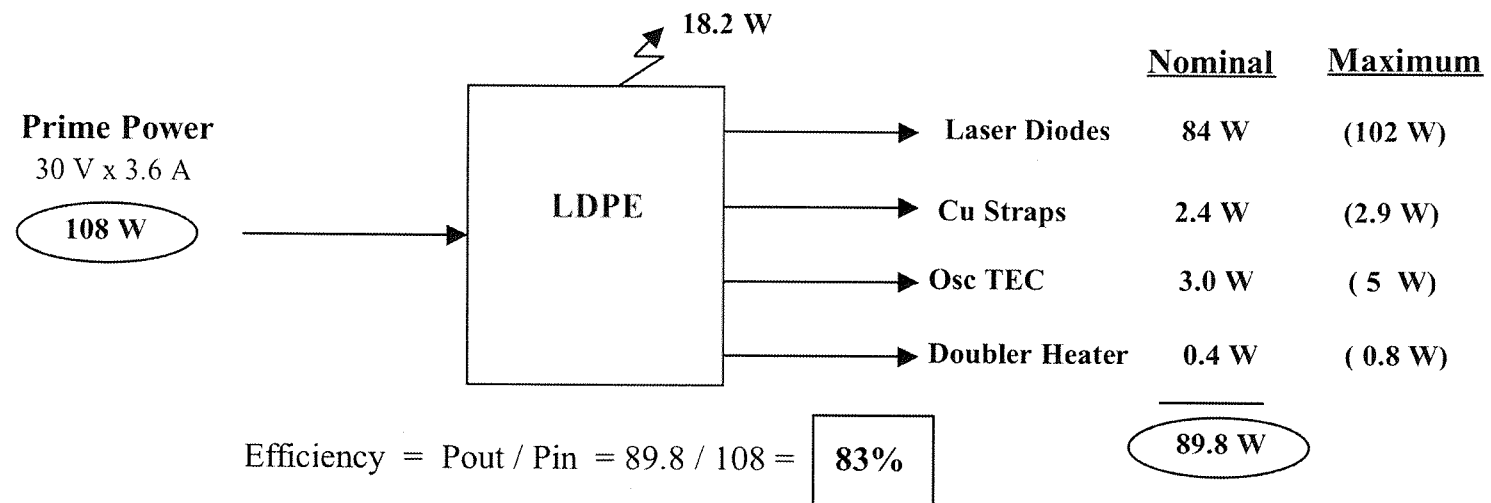 18.2 W
Nominal Maximum
Prime Power
30 V x 3.6 A
108 W
LDPE
Laser Diodes 84 W (102 W)
Cu Straps 2.4 W (2.9 W)
Osc TEC 3.0 W ( 5 W)
Doubler Heater 0.4 W ( 0.8 W)
89.8 W
Efficiency = Pout / Pin = 89.8 / 108 = 83%